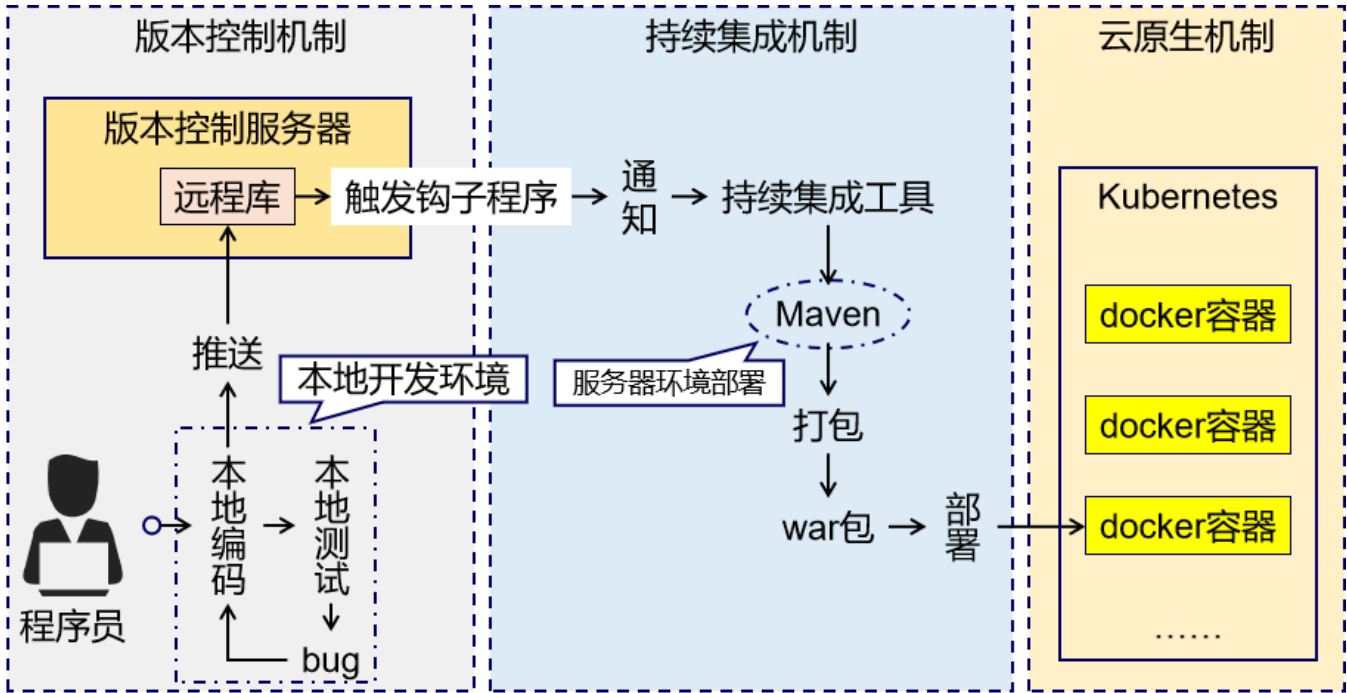 版本控制机制
版本控制服务器
远程库
触发钩子程序
推送
本地开发环境
本地编码
本地测试
bug
程序员
持续集成机制
通知
持续集成工具
Maven
服务器环境部署
打包
war包
部署
云原生机制
Kubernetes
docker容器
docker容器
docker容器
……